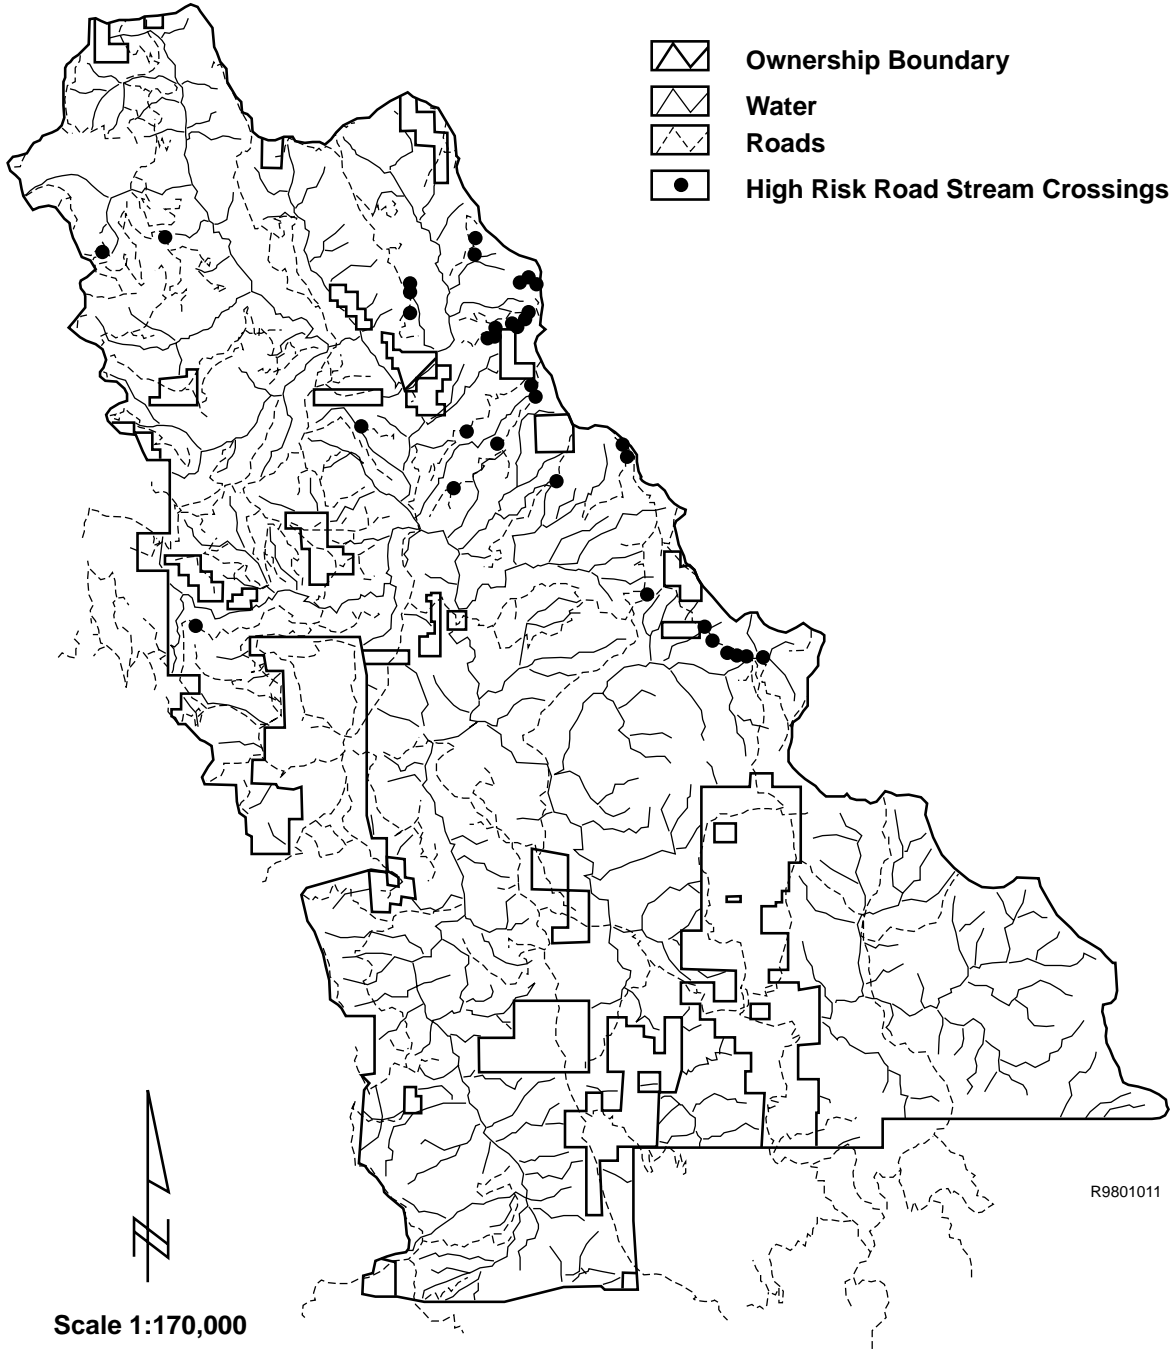 Ownership Boundary
Water
Roads
High Risk Road Stream Crossings
R9801011
Scale 1:170,000